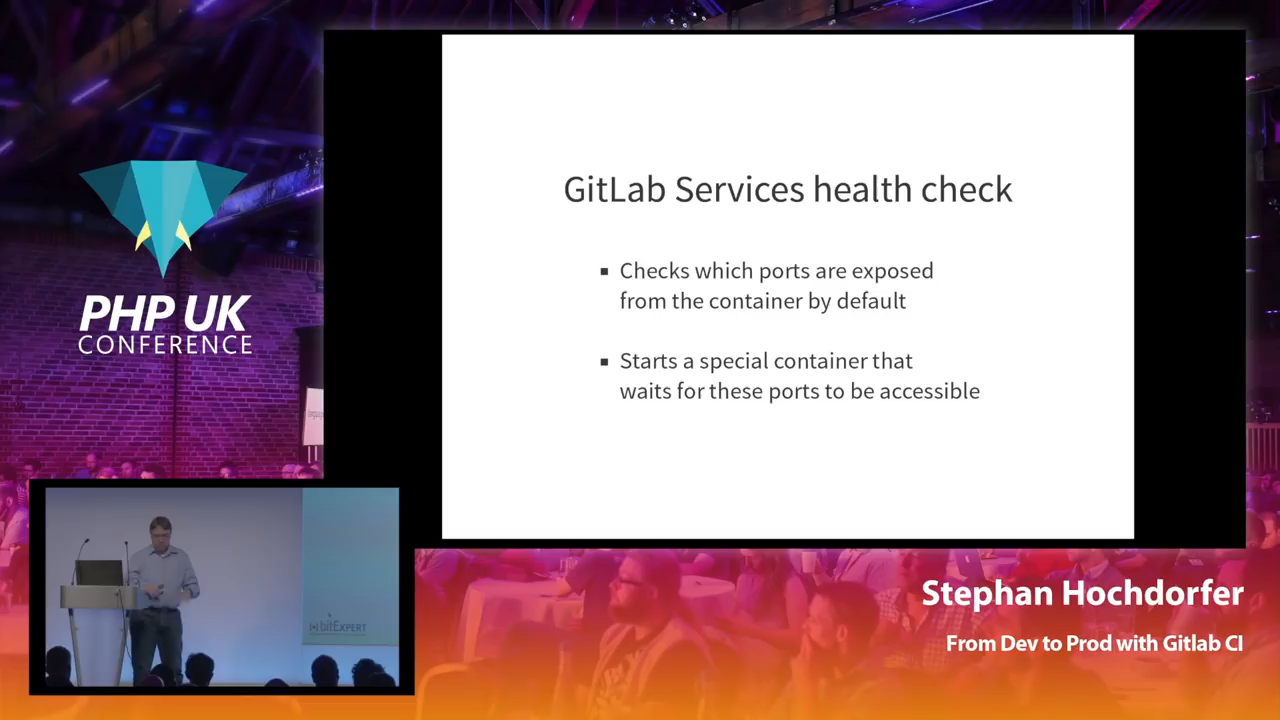 PHP UK
CONFERENCE
GitLab Services health check
▪ Checks which ports are exposed
from the container by default
▪ Starts a special container that
waits for these ports to be accessible
bitExpert
Stephan Hochdorfer
From Dev to Prod with Gitlab CI